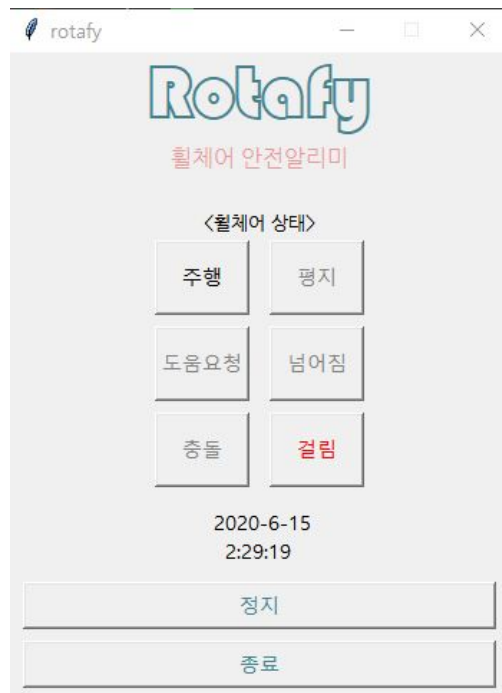 rotafy
Rotafy
휠체어 안전알리미
<휠체어 상태>
주행 평지
도움요청 넘어짐
충돌 걸림
2020-6-15
2:29:19
정지
종료